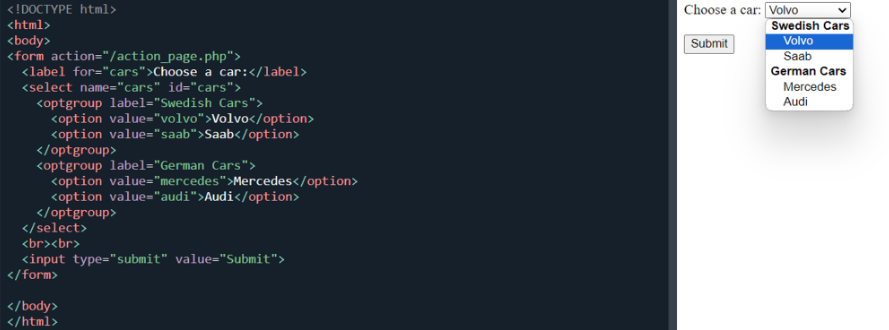 <!DOCTYPE html>
<html>
<body>
<form action="/action_page.php">
  <label for="cars">Choose a car:</label>
  <select name="cars" id="cars">
    <optgroup label="Swedish Cars">
      <option value="volvo">Volvo</option>
      <option value="saab">Saab</option>
    </optgroup>
    <optgroup label="German Cars">
      <option value="mercedes">Mercedes</option>
      <option value="audi">Audi</option>
    </optgroup>
  </select>
  <br><br>
  <input type="submit" value="Submit">
</form>

</body>
</html>
Choose a car: Volvo
Swedish Cars
Volvo
Saab
German Cars
Mercedes
Audi
Submit